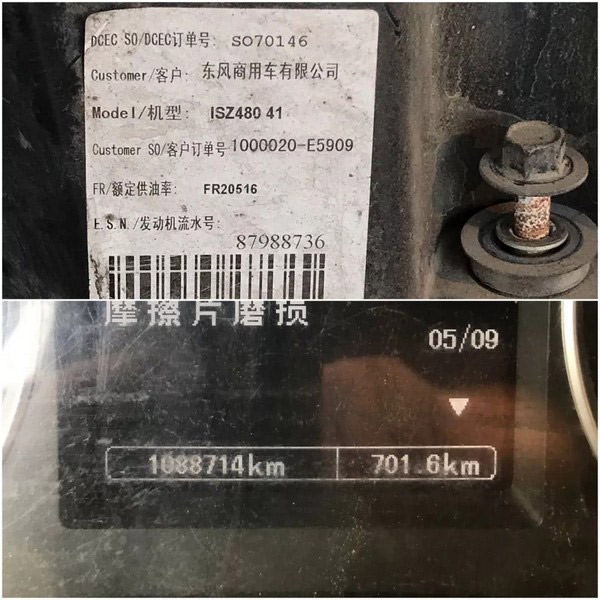 DCEC SO/DCEC订单号: SO70146
Customer/客户: 东风商用车有限公司
Model/机型: ISZ480 41
Customer SO/客户订单号 1000020-E5909
FR/额定供油率: FR20516
E.S.N./发动机流水号:
87988736
摩擦片磨损
05/09
1088714km 701.6km